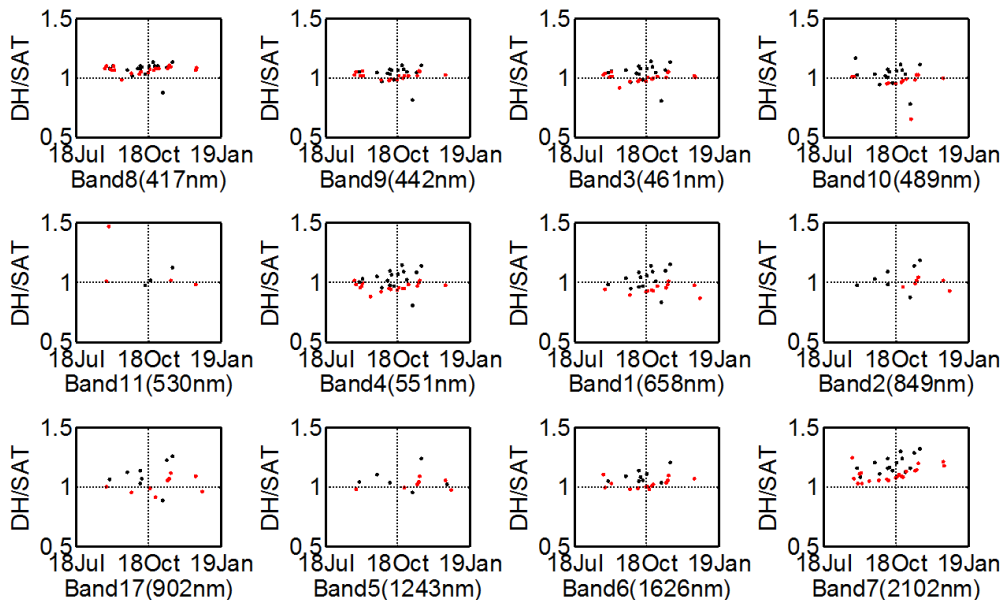 1.5 1.5 1.5 1.5
DH/SAT DH/SAT DH/SAT DH/SAT
1 1 1 1
0.5 0.5 0.5 0.5
18Jul 18Oct 19Jan 18Jul 18Oct 19Jan 18Jul 18Oct 19Jan 18Jul 18Oct 19Jan
Band8(417nm) Band9(442nm) Band3(461nm) Band10(489nm)
1.5 1.5 1.5 1.5
DH/SAT DH/SAT DH/SAT DH/SAT
1 1 1 1
0.5 0.5 0.5 0.5
18Jul 18Oct 19Jan 18Jul 18Oct 19Jan 18Jul 18Oct 19Jan 18Jul 18Oct 19Jan
Band11(530nm) Band4(551nm) Band1(658nm) Band2(849nm)
1.5 1.5 1.5 1.5
DH/SAT DH/SAT DH/SAT DH/SAT
1 1 1 1
0.5 0.5 0.5 0.5
18Jul 18Oct 19Jan 18Jul 18Oct 19Jan 18Jul 18Oct 19Jan 18Jul 18Oct 19Jan
Band17(902nm) Band5(1243nm) Band6(1626nm) Band7(2102nm)